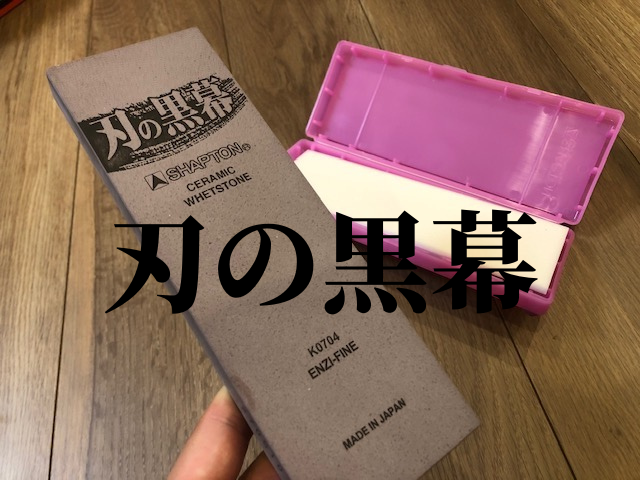 刃の黒幕
SHAPTON®
CERAMIC
WHETSTONE
刃の黒幕
K0704
ENZI-FINE
MADE IN JAPAN